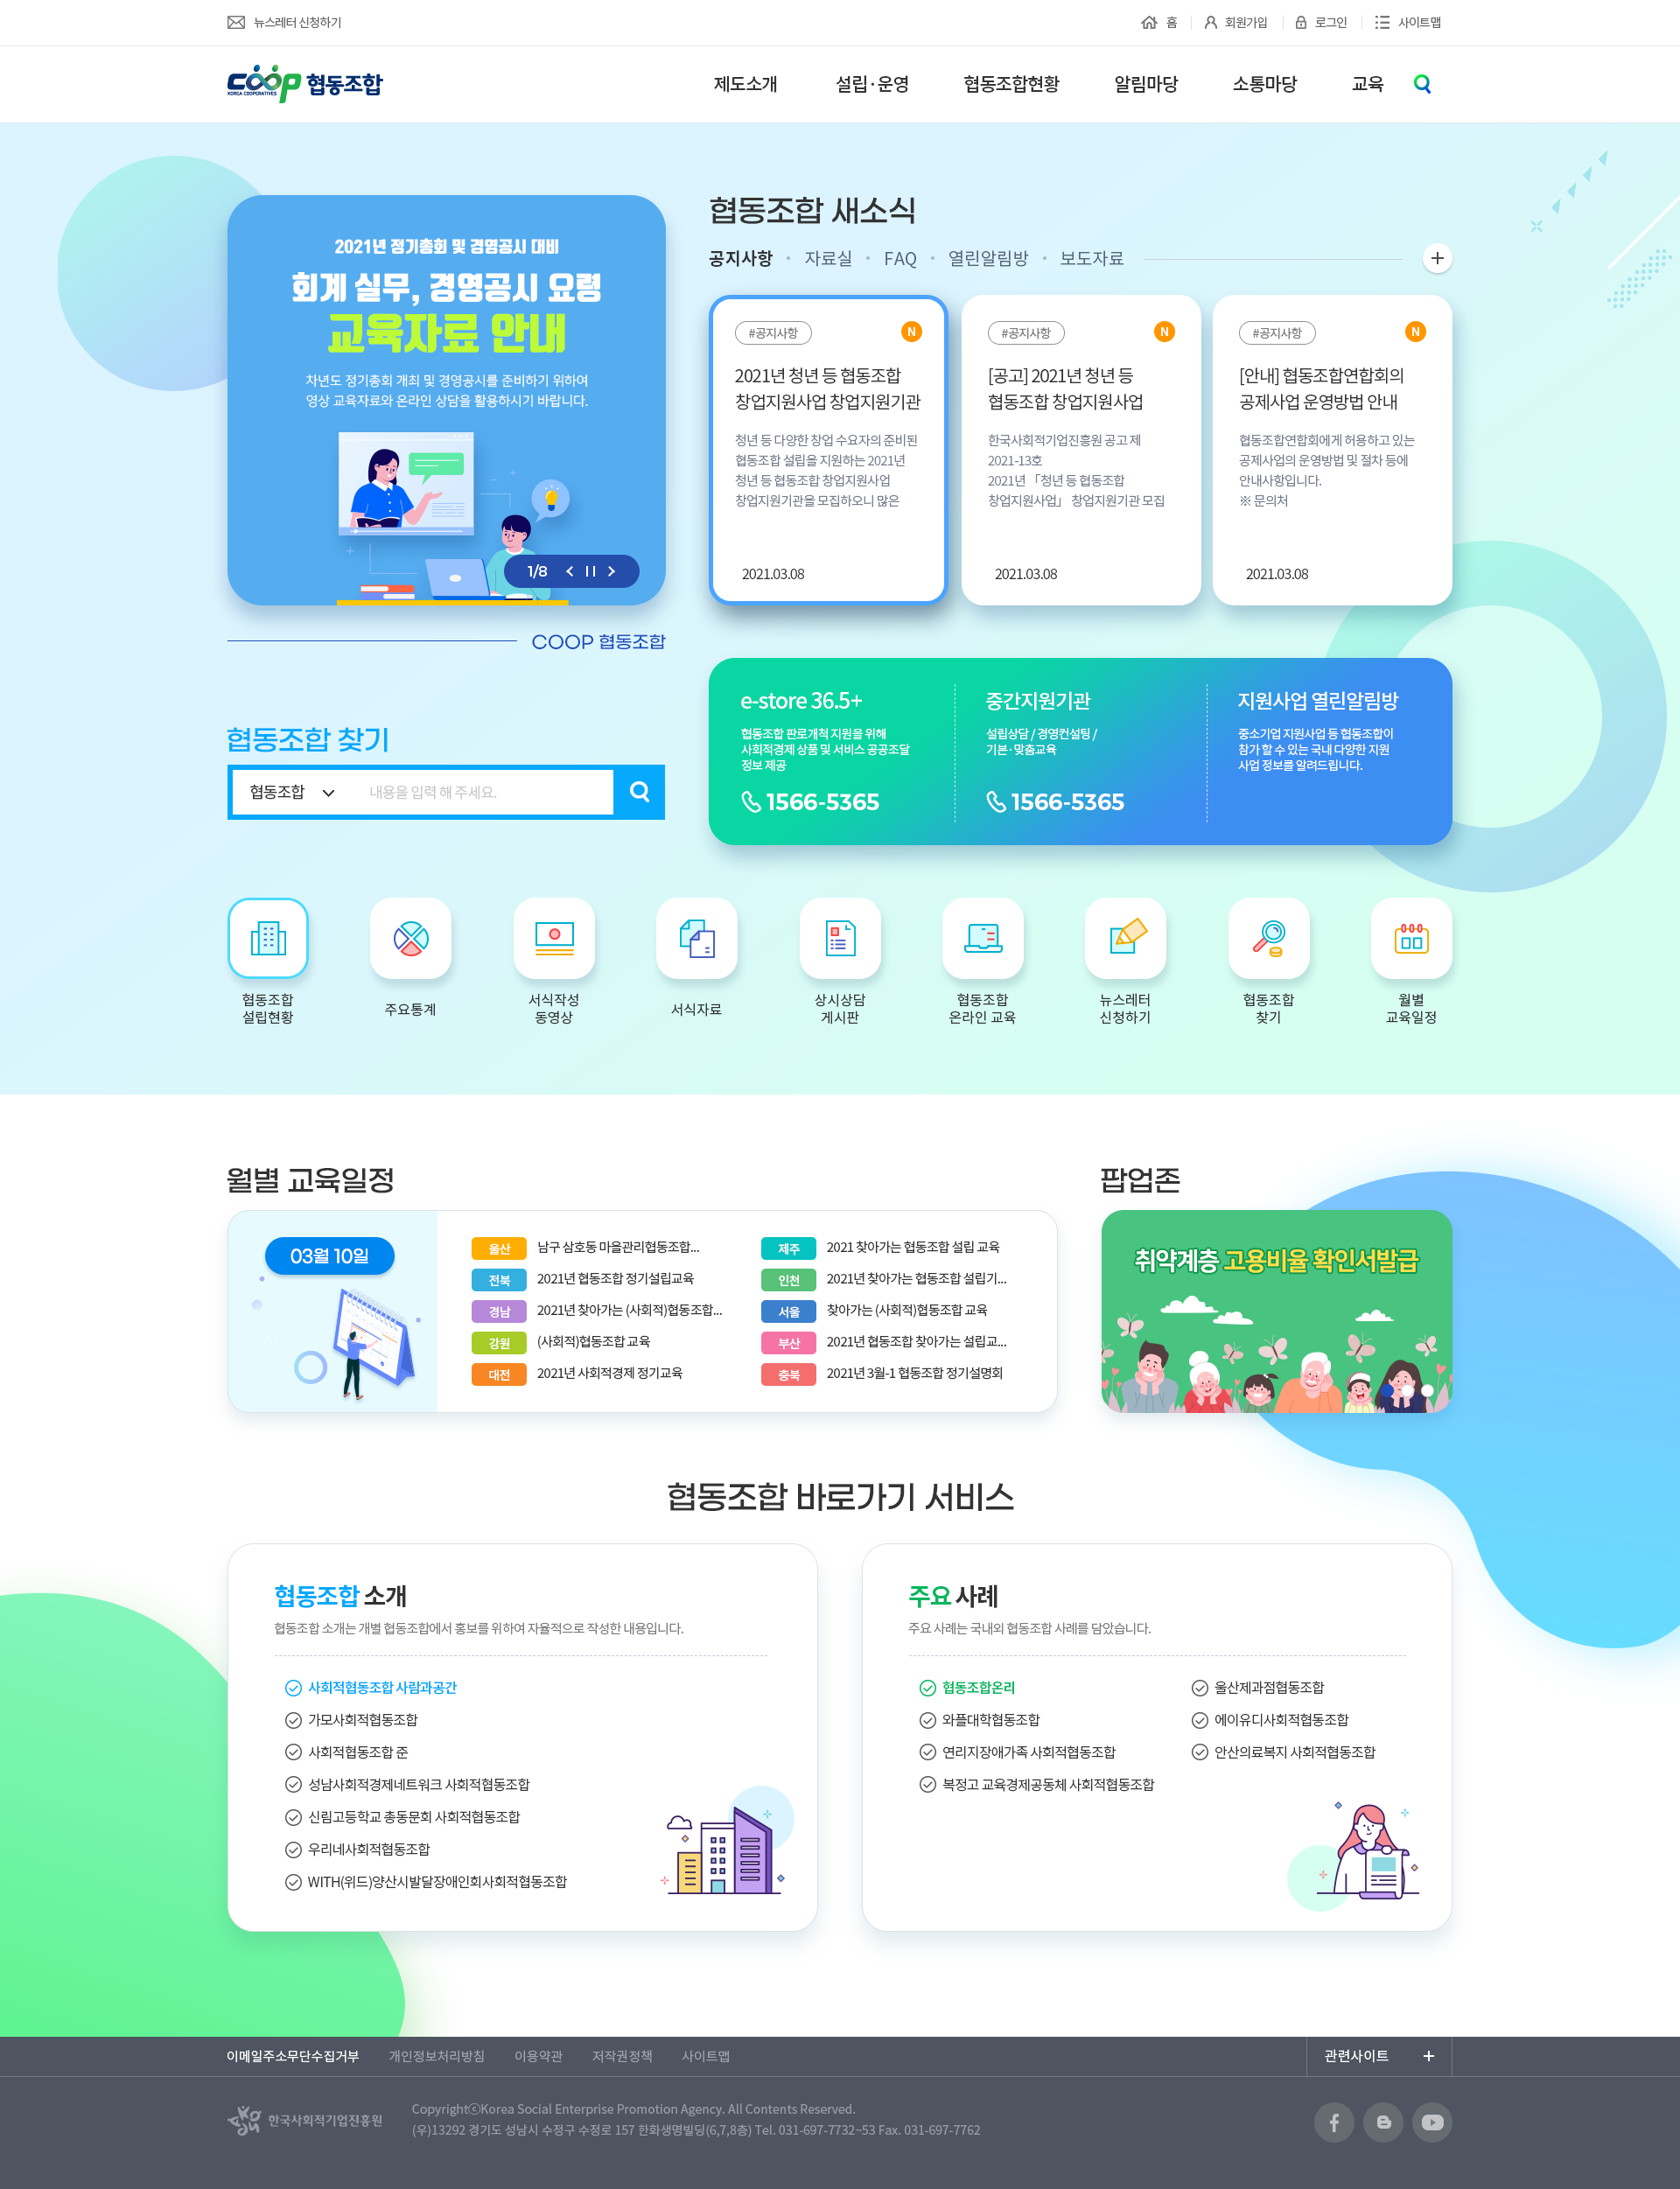 뉴스레터 신청하기
홈
회원가입
로그인
사이트맵
COOP 협동조합
KOREA COOPERATIVES
제도소개
설립·운영
협동조합현황
알림마당
소통마당
교육
2021년 정기총회 및 경영공시 대비
회계 실무, 경영공시 요령
교육자료 안내
차년도 정기총회 개최 및 경영공시를 준비하기 위하여
영상 교육자료와 온라인 상담을 활용하시기 바랍니다.
1/8
COOP 협동조합
협동조합 새소식
공지사항
자료실
FAQ
열린알림방
보도자료
#공지사항
N
2021년 청년 등 협동조합
창업지원사업 창업지원기관
청년 등 다양한 창업 수요자의 준비된
협동조합 설립을 지원하는 2021년
청년 등 협동조합 창업지원사업
창업지원기관을 모집하오니 많은
2021.03.08
#공지사항
N
[공고] 2021년 청년 등
협동조합 창업지원사업
한국사회적기업진흥원 공고 제
2021-13호
2021년 「청년 등 협동조합
창업지원사업」 창업지원기관 모집
2021.03.08
#공지사항
N
[안내] 협동조합연합회의
공제사업 운영방법 안내
협동조합연합회에게 허용하고 있는
공제사업의 운영방법 및 절차 등에
안내사항입니다.
※ 문의처
2021.03.08
협동조합 찾기
협동조합
내용을 입력 해 주세요.
e-store 36.5+
협동조합 판로개척 지원을 위해
사회적경제 상품 및 서비스 공공조달
정보 제공
1566-5365
중간지원기관
설립상담 / 경영컨설팅 /
기본·맞춤교육
1566-5365
지원사업 열린알림방
중소기업 지원사업 등 협동조합이
참가 할 수 있는 국내 다양한 지원
사업 정보를 알려드립니다.
협동조합
설립현황
주요통계
서식작성
동영상
서식자료
상시상담
게시판
협동조합
온라인 교육
뉴스레터
신청하기
협동조합
찾기
월별
교육일정
월별 교육일정
03월 10일
울산 남구 삼호동 마을관리협동조합...
전북 2021년 협동조합 정기설립교육
경남 2021년 찾아가는 (사회적)협동조합...
강원 (사회적)협동조합 교육
대전 2021년 사회적경제 정기교육
제주 2021 찾아가는 협동조합 설립 교육
인천 2021년 찾아가는 협동조합 설립기...
서울 찾아가는 (사회적)협동조합 교육
부산 2021년 협동조합 찾아가는 설립교...
충북 2021년 3월-1 협동조합 정기설명회
팝업존
취약계층 고용비율 확인서발급
협동조합 바로가기 서비스
협동조합 소개
협동조합 소개는 개별 협동조합에서 홍보를 위하여 자율적으로 작성한 내용입니다.
사회적협동조합 사람과공간
가모사회적협동조합
사회적협동조합 준
성남사회적경제네트워크 사회적협동조합
신림고등학교 총동문회 사회적협동조합
우리네사회적협동조합
WITH(위드)양산시발달장애인회사회적협동조합
주요 사례
주요 사례는 국내외 협동조합 사례를 담았습니다.
협동조합온리
와플대학협동조합
연리지장애가족 사회적협동조합
복정고 교육경제공동체 사회적협동조합
울산제과점협동조합
에이유디사회적협동조합
안산의료복지 사회적협동조합
이메일주소무단수집거부
개인정보처리방침
이용약관
저작권정책
사이트맵
관련사이트
한국사회적기업진흥원
CopyrightⓒKorea Social Enterprise Promotion Agency. All Contents Reserved.
(우)13292 경기도 성남시 수정구 수정로 157 한화생명빌딩(6,7,8층) Tel. 031-697-7732~53 Fax. 031-697-7762